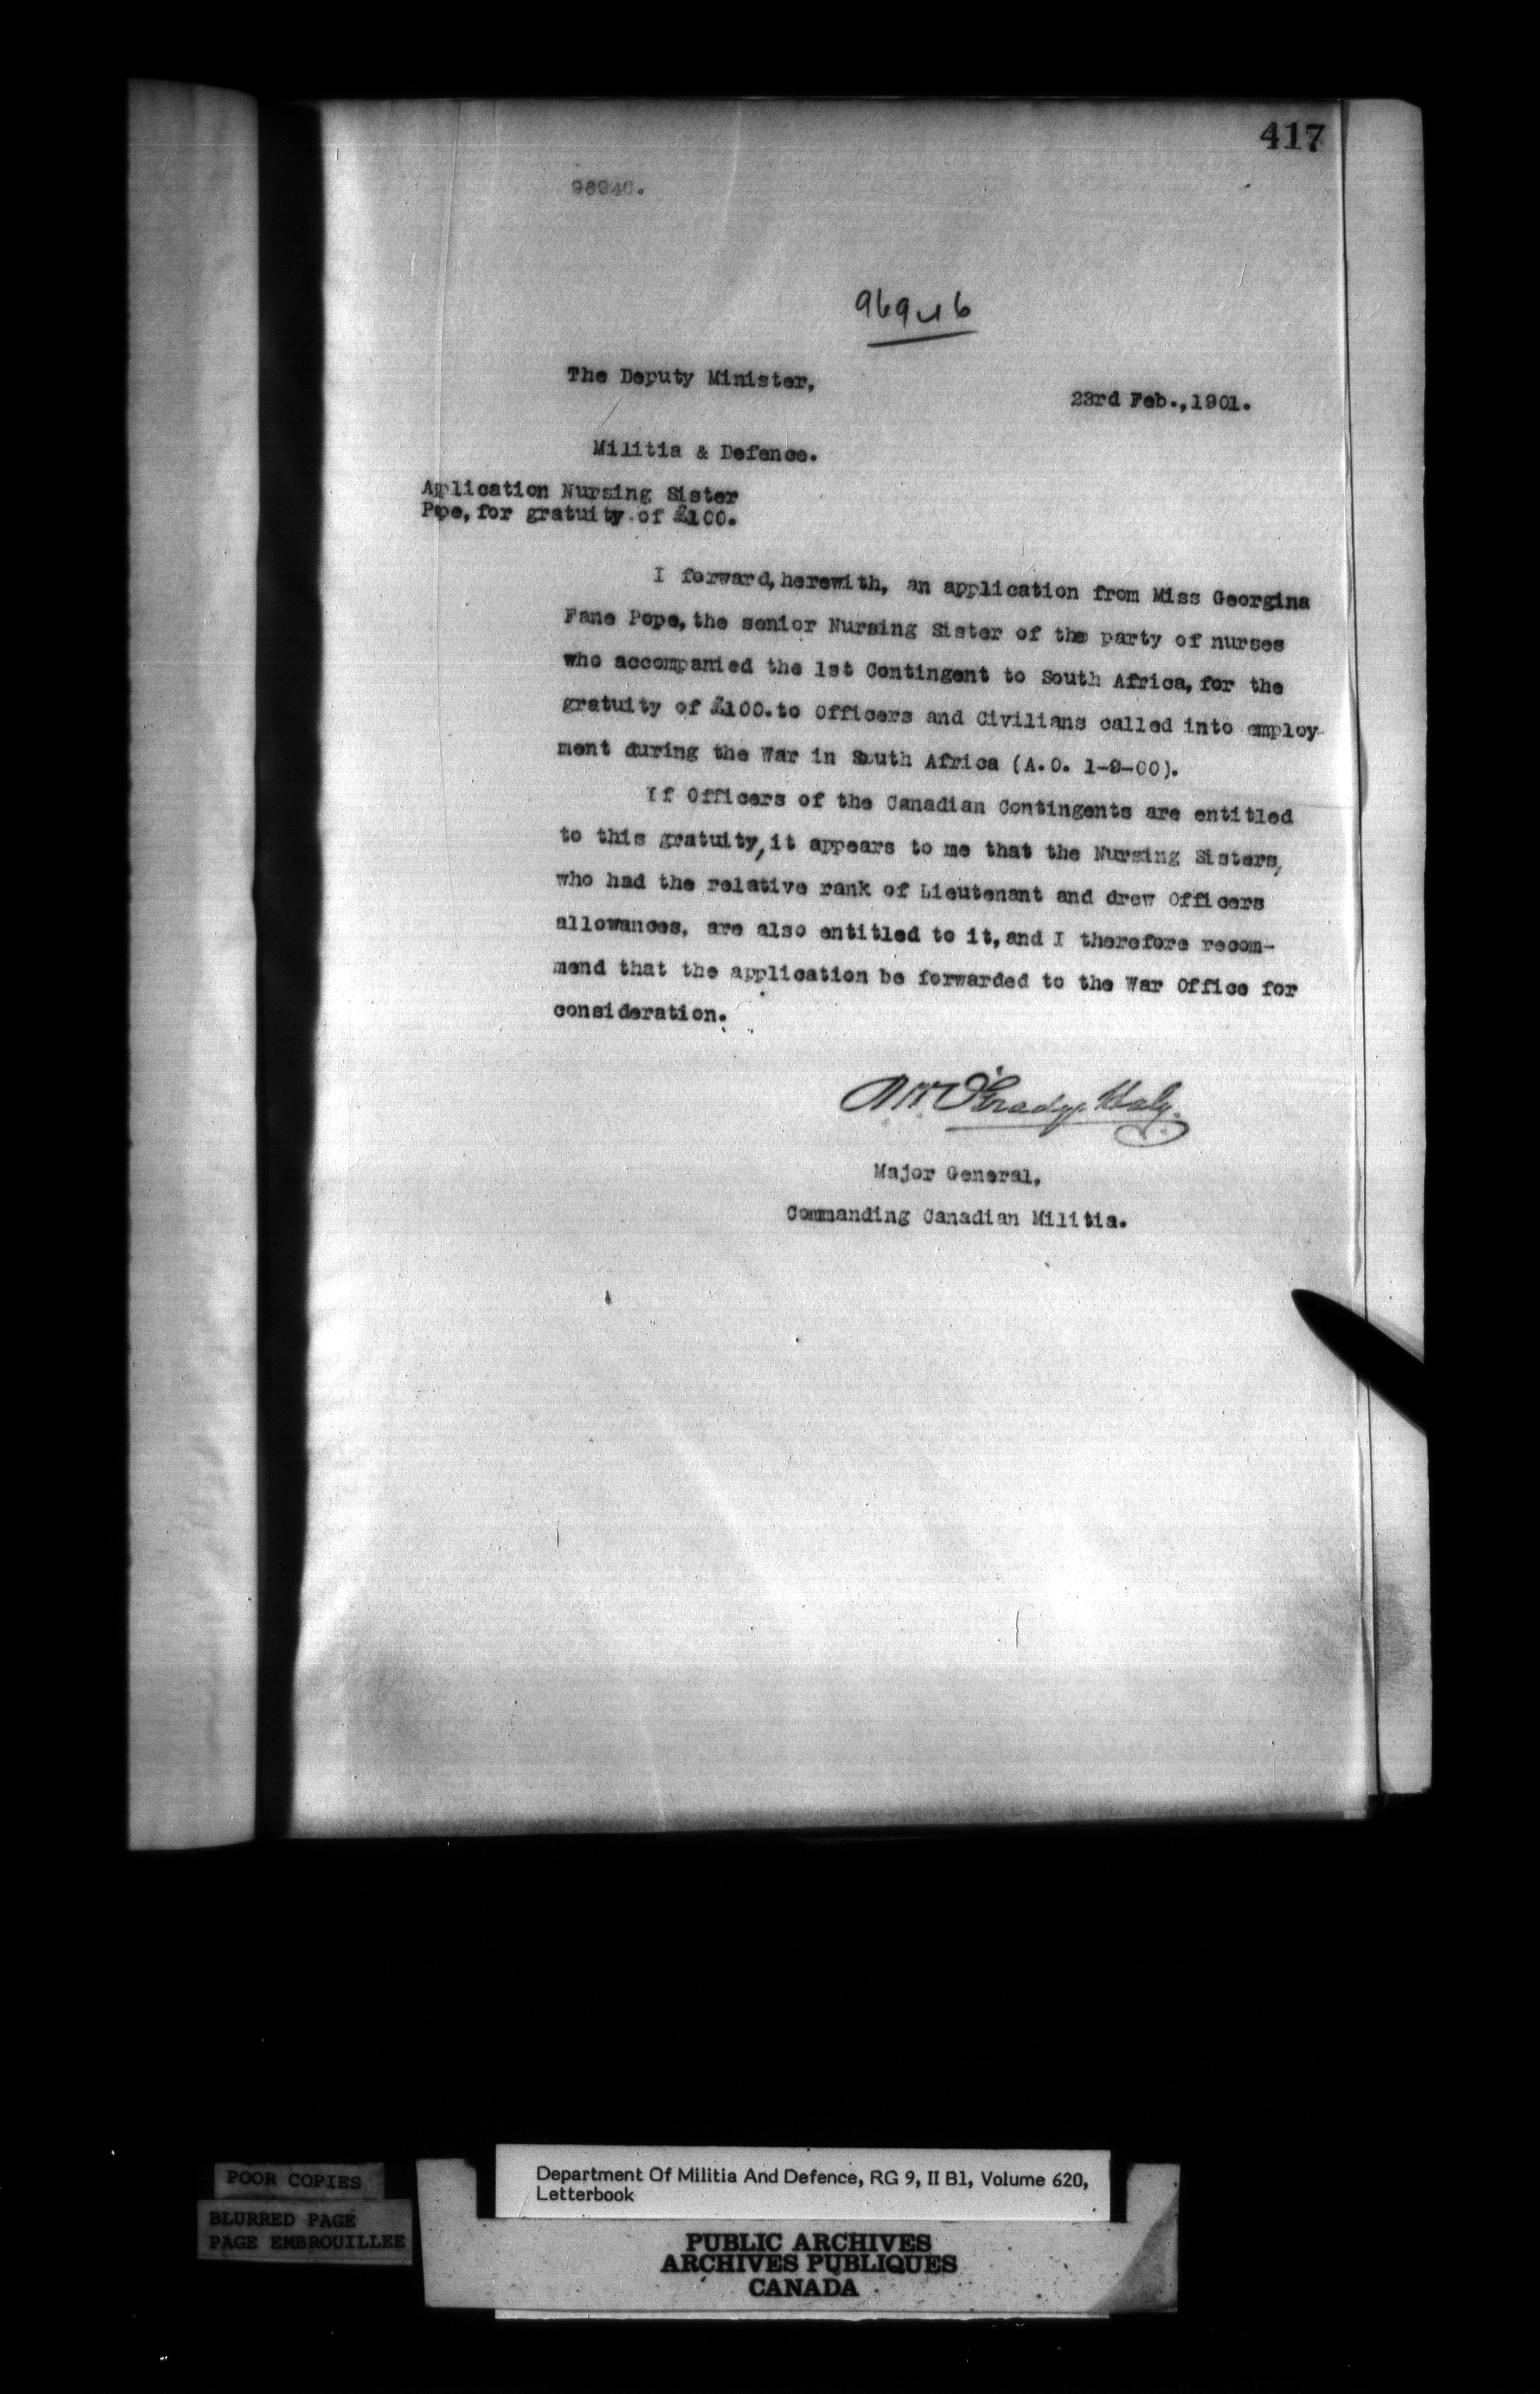 417
96946.
96946
The Deputy Minister,
23rd Feb.,1901.
Militia & Defence.
Application Nursing Sister
Pope, for gratuity of £100.
I forward, herewith, an application from Miss Georgina
Fane Pope, the senior Nursing Sister of the party of nurses
who accompanied the 1st Contingent to South Africa, for the
gratuity of £100. to Officers and Civilians called into employ-
ment during the War in South Africa (A.O. 1-9-00).
If Officers of the Canadian Contingents are entitled
to this gratuity, it appears to me that the Nursing Sisters,
who had the relative rank of Lieutenant and drew Officers
allowances, are also entitled to it, and I therefore recom-
mend that the application be forwarded to the War Office for
consideration.
O'Grady Haly.
Major General,
Commanding Canadian Militia.
POOR COPIES
BLURRED PAGE
PAGE EMBROUILLEE
Department Of Militia And Defence, RG 9, II B1, Volume 620,
Letterbook
PUBLIC ARCHIVES
ARCHIVES PUBLIQUES
CANADA